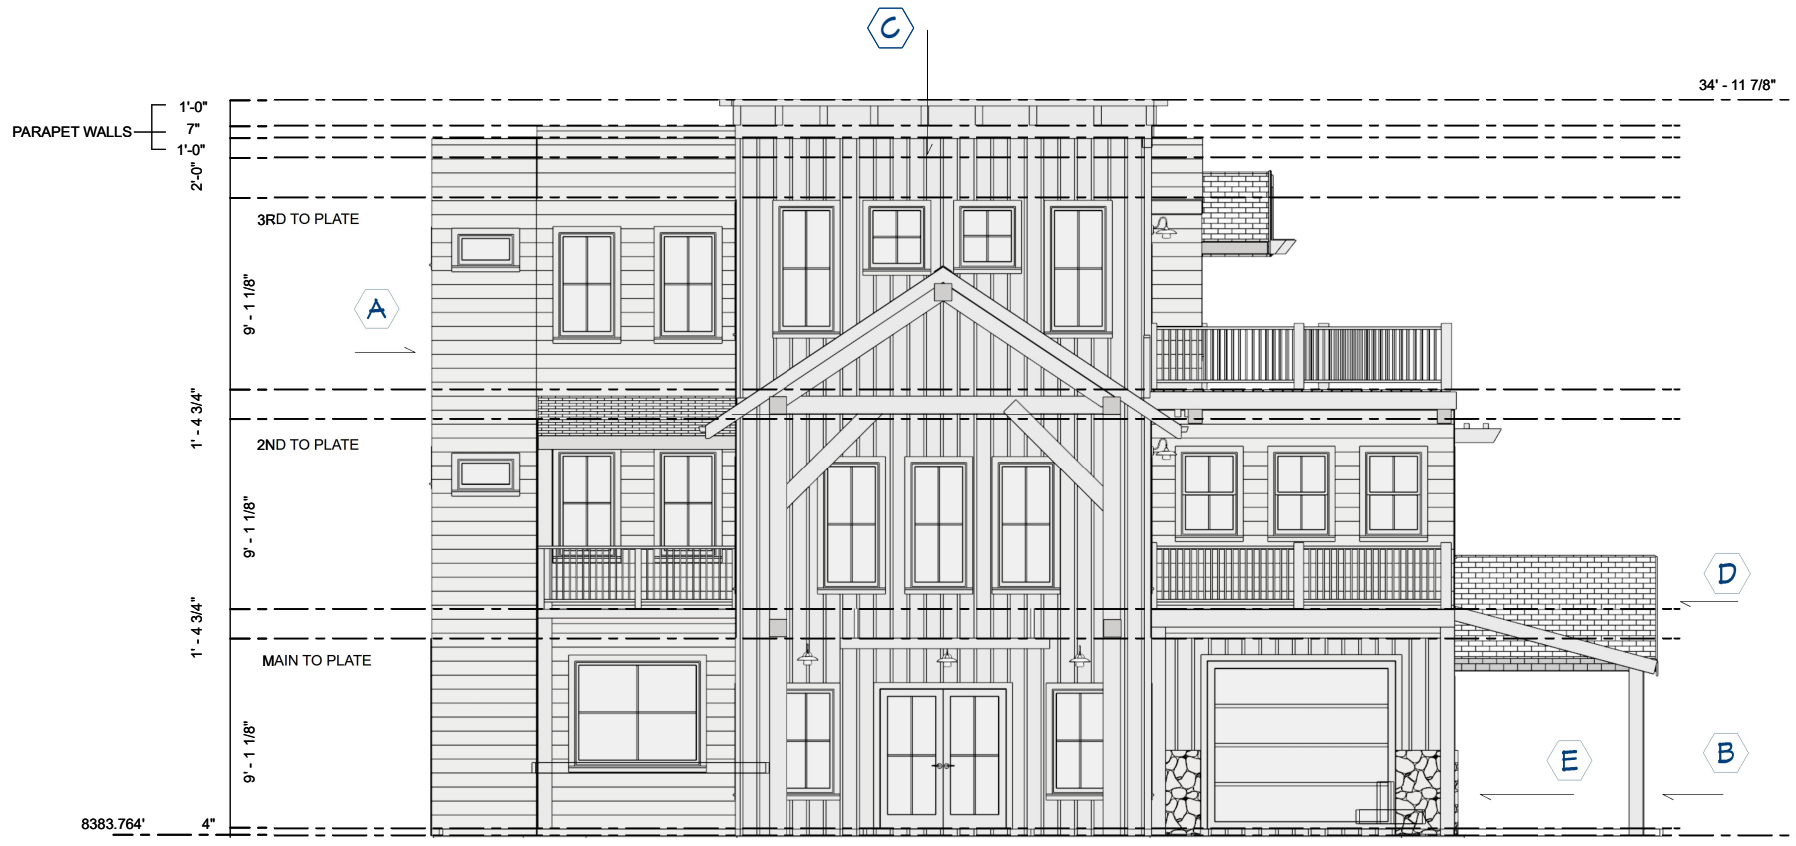 C
34' - 11 7/8"
1'-0"
PARAPET WALLS
7"
1'-0"
2'-0"
3RD TO PLATE
9' - 1 1/8"
A
1' - 4 3/4"
2ND TO PLATE
9' - 1 1/8"
D
1' - 4 3/4"
MAIN TO PLATE
9' - 1 1/8"
E
B
8383.764'
4"